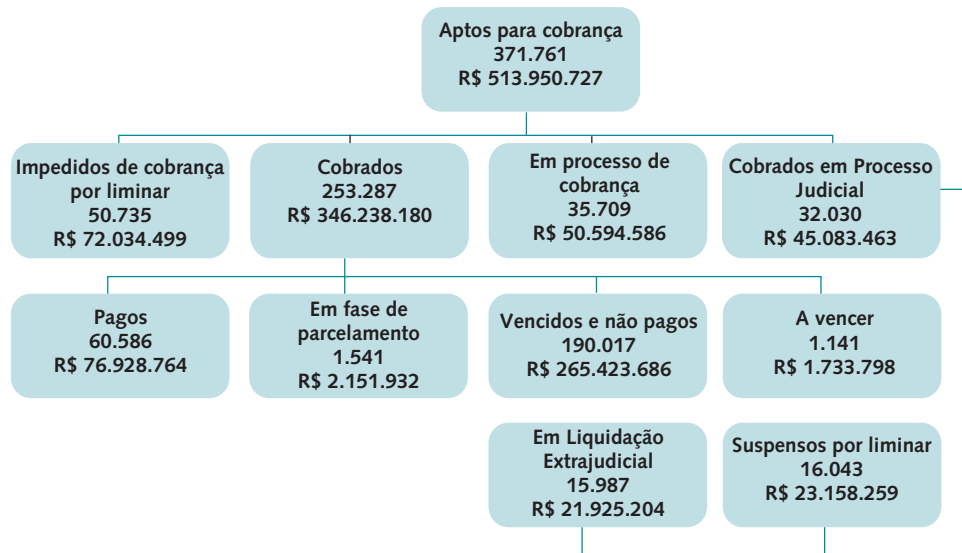 Aptos para cobrança
371.761
R$ 513.950.727
Impedidos de cobrança
por liminar
50.735
R$ 72.034.499
Cobrados
253.287
R$ 346.238.180
Em processo de
cobrança
35.709
R$ 50.594.586
Cobrados em Processo
Judicial
32.030
R$ 45.083.463
Pagos
60.586
R$ 76.928.764
Em fase de
parcelamento
1.541
R$ 2.151.932
Vencidos e não pagos
190.017
R$ 265.423.686
A vencer
1.141
R$ 1.733.798
Em Liquidação
Extrajudicial
15.987
R$ 21.925.204
Suspensos por liminar
16.043
R$ 23.158.259